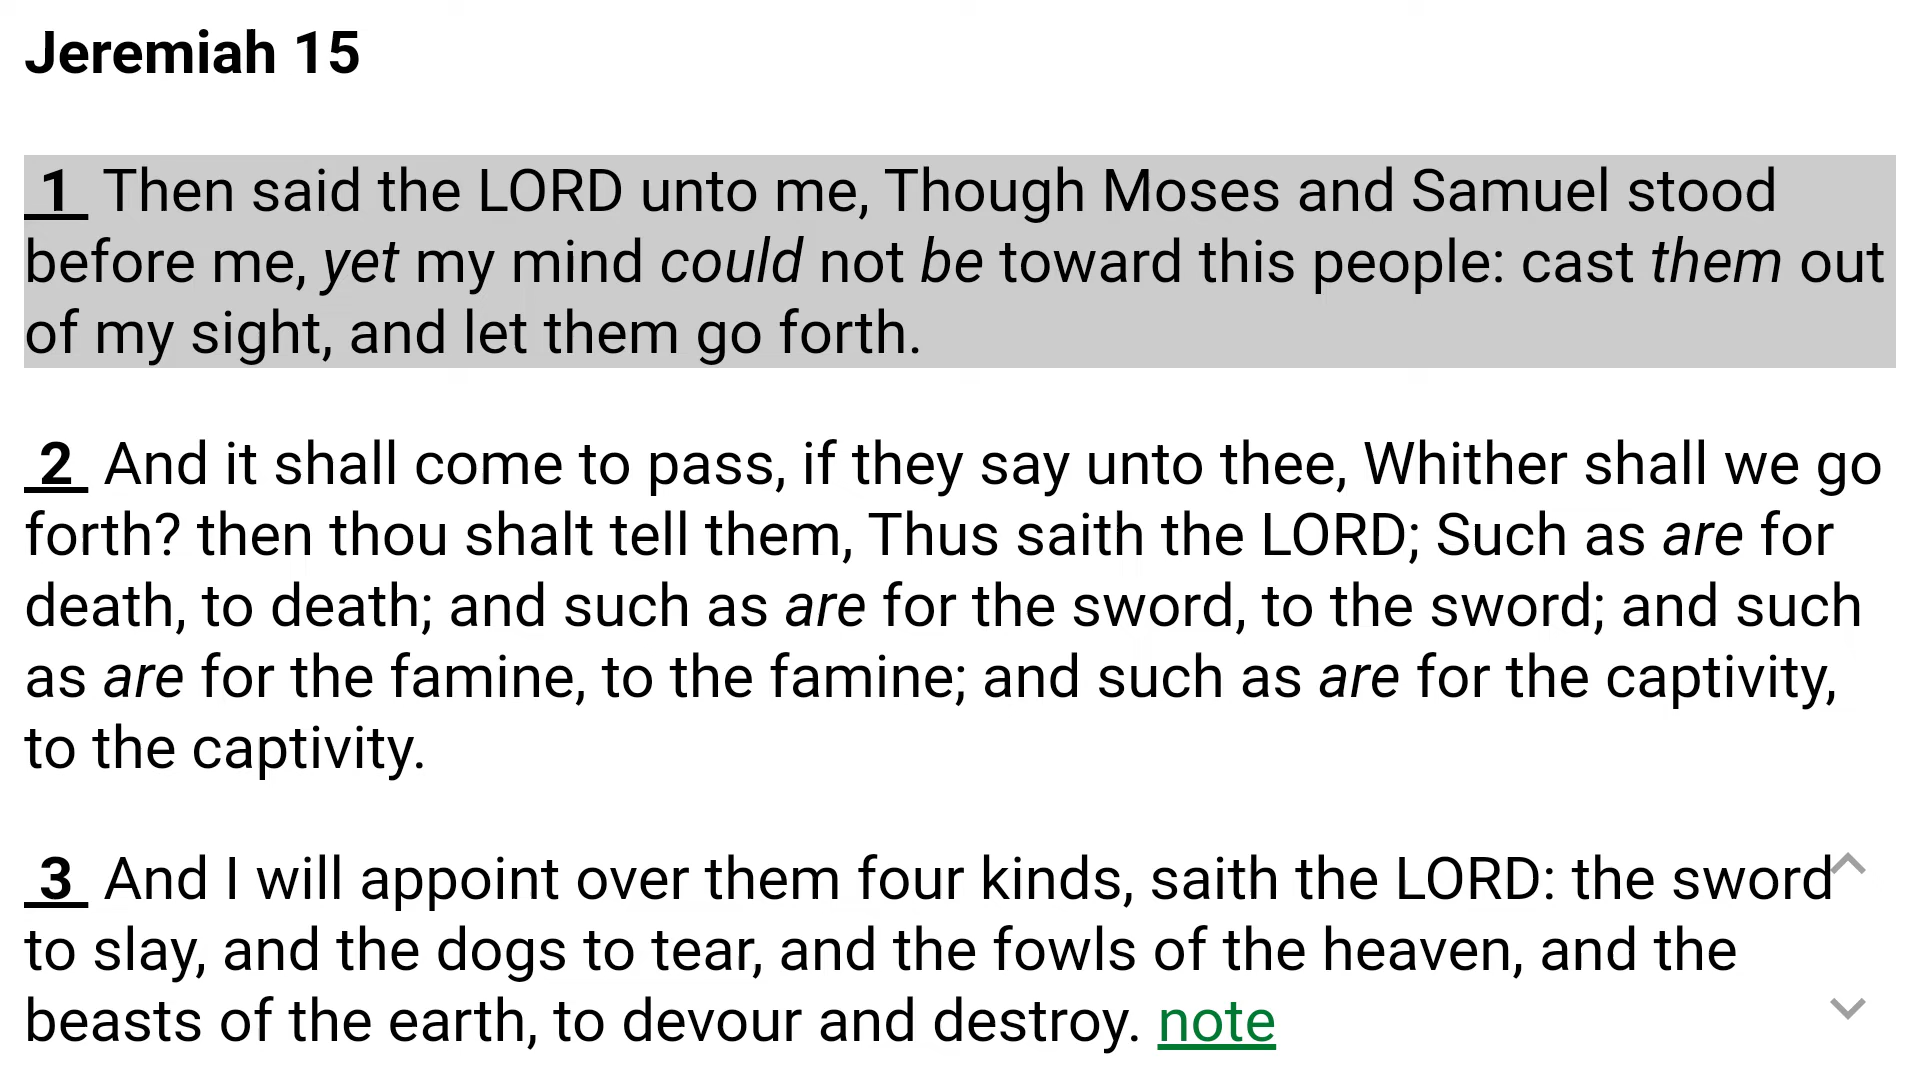 Jeremiah 15
1 Then said the LORD unto me, Though Moses and Samuel stood
before me, yet my mind could not be toward this people: cast them out
of my sight, and let them go forth.
2 And it shall come to pass, if they say unto thee, Whither shall we go
forth? then thou shalt tell them, Thus saith the LORD; Such as are for
death, to death; and such as are for the sword, to the sword; and such
as are for the famine, to the famine; and such as are for the captivity,
to the captivity.
3 And I will appoint over them four kinds, saith the LORD: the sword
to slay, and the dogs to tear, and the fowls of the heaven, and the
beasts of the earth, to devour and destroy. note